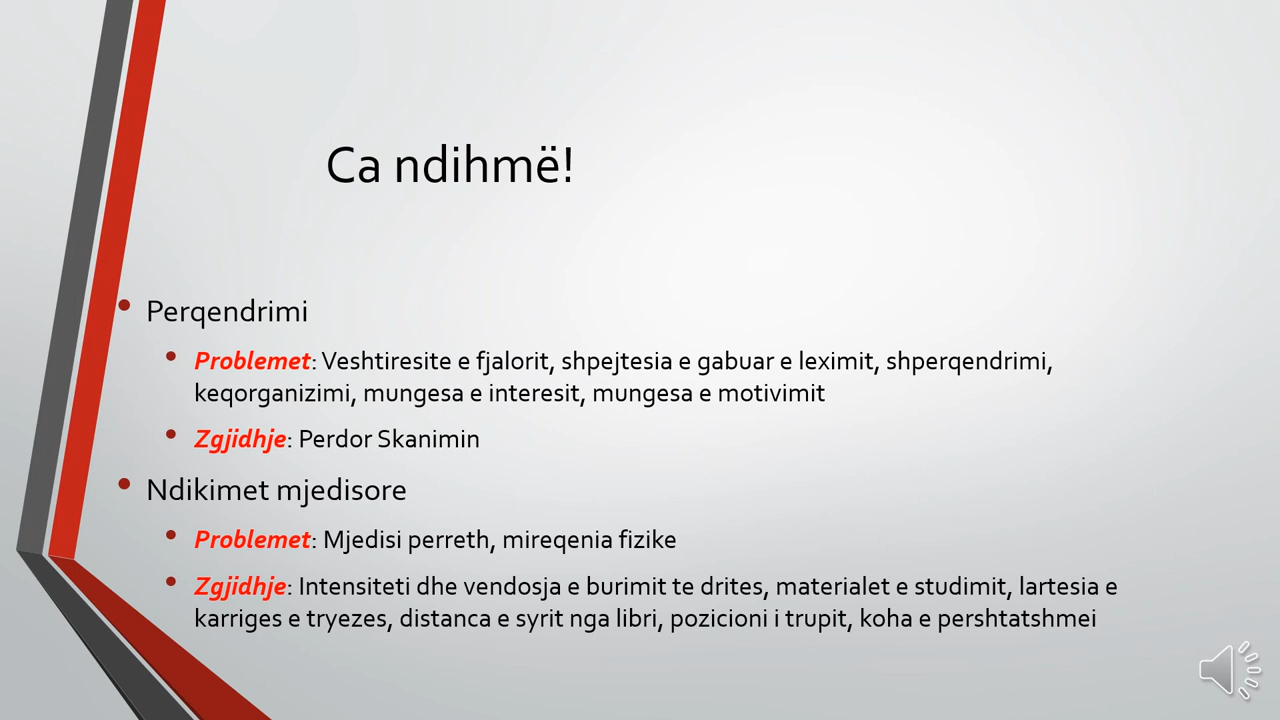 Ca ndihmë!
• Perqendrimi
• Problemet: Veshtiresite e fjalorit, shpejtesia e gabuar e leximit, shperqendrimi,
keqorganizimi, mungesa e interesit, mungesa e motivimit
• Zgjidhje: Perdor Skanimin
• Ndikimet mjedisore
• Problemet: Mjedisi perreth, mireqenia fizike
• Zgjidhje: Intensiteti dhe vendosja e burimit te drites, materialet e studimit, lartesia e
karriges e tryezes, distanca e syrit nga libri, pozicioni i trupit, koha e pershtatshmei